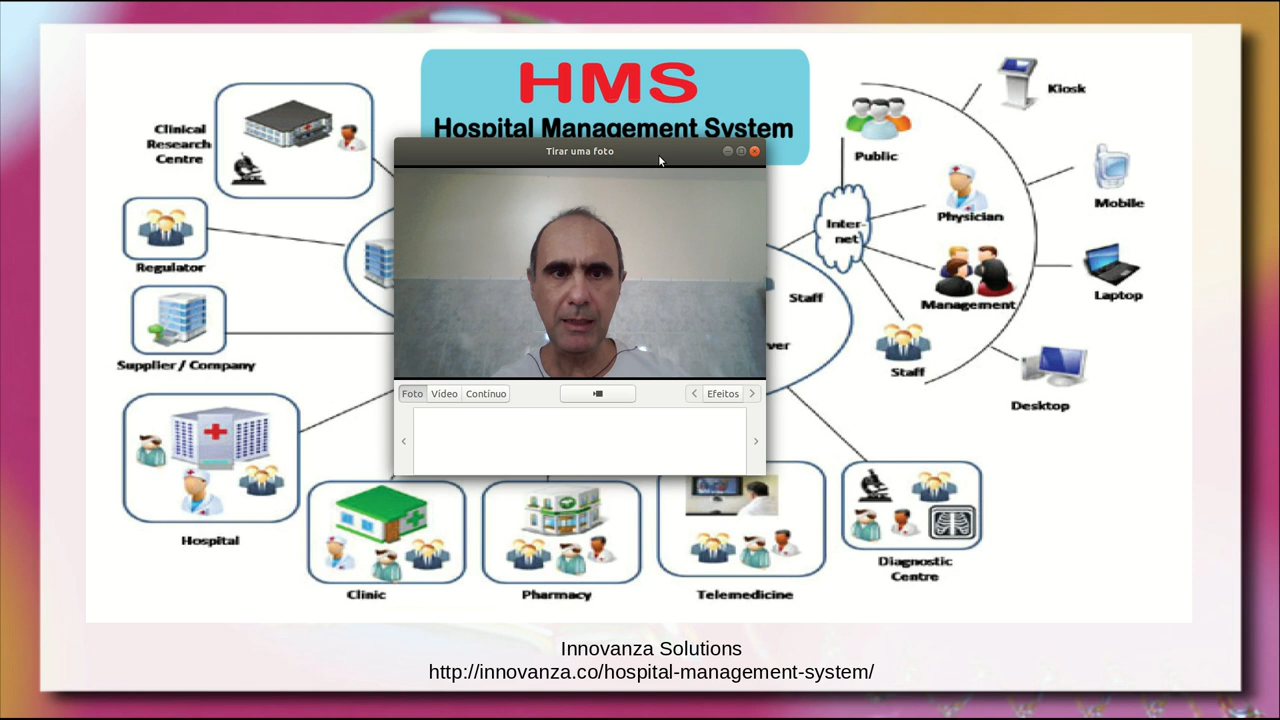 HMS
Hospital Management System
Tirar uma foto
Foto
Vídeo
Contínuo
Efeitos
Clinical
Research
Centre
Regulator
Supplier / Company
Hospital
Clinic
Pharmacy
Telemedicine
Diagnostic
Centre
Staff
ver
Inter-
net
Public
Physician
Management
Staff
Kiosk
Mobile
Laptop
Desktop
Innovanza Solutions
http://innovanza.co/hospital-management-system/